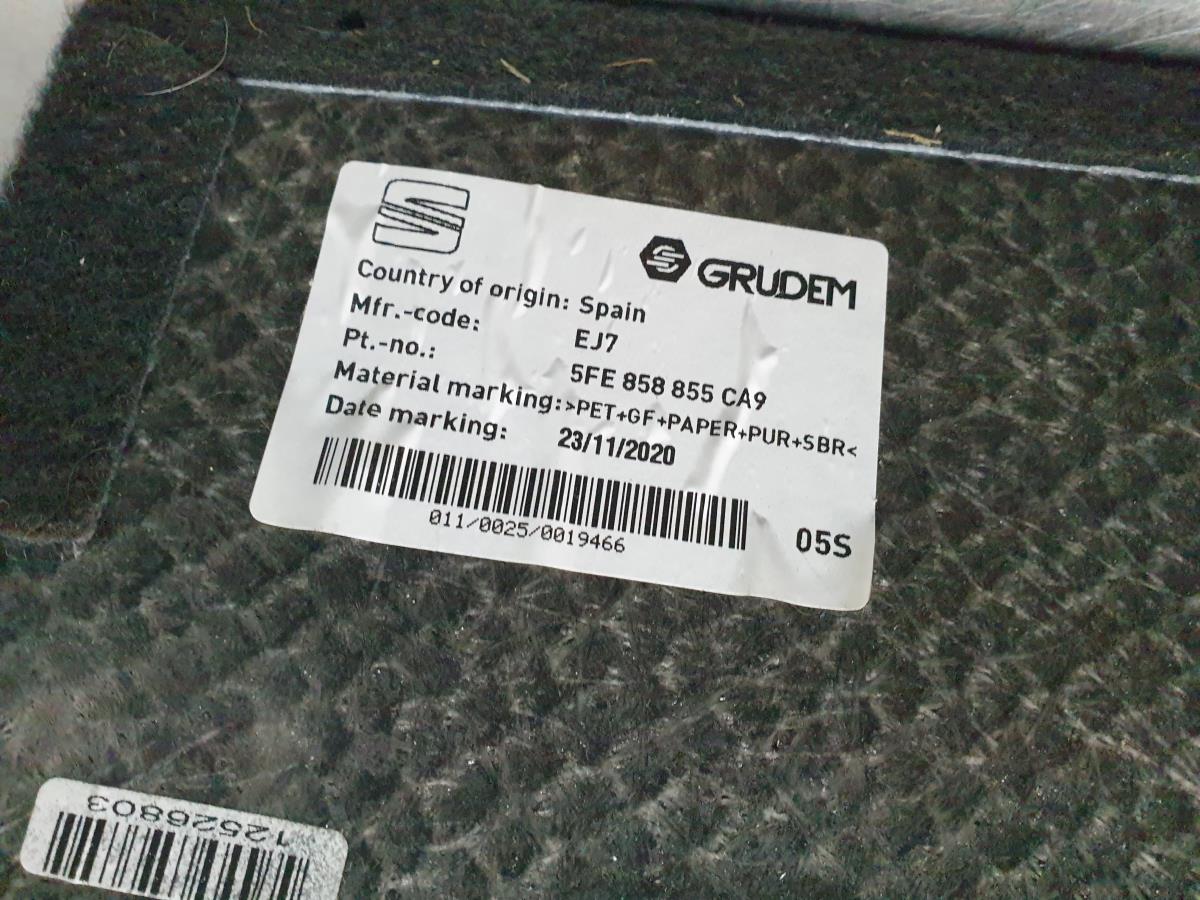 GRUDEM
Country of origin: Spain
Mfr.-code: EJ7
Pt.-no.: 5FE 858 855 CA9
Material marking: >PET+GF+PAPER+PUR+SBR<
Date marking: 23/11/2020
011/0025/0019466
05S
12526803